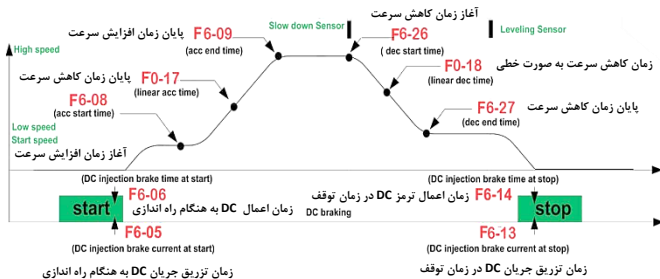 آغاز زمان کاهش سرعت
Slow down Sensor
Leveling Sensor
پایان زمان افزایش سرعت
F6-09
(acc end time)
F6-26
( dec start time)
High speed
پایان زمان کاهش سرعت
F0-17
(linear acc time)
F0-18
(linear dec time)
زمان کاهش سرعت به صورت خطی
F6-08
(acc start time)
F6-27
(dec end time)
پایان زمان کاهش سرعت
Low speed
Start speed
آغاز زمان افزایش سرعت
(DC injection brake time at start)
(DC injection brake time at stop)
start
F6-06
زمان اعمال DC به هنگام راه اندازی
F6-05
DC braking
زمان اعمال ترمز DC در زمان توقف
F6-14
F6-13
stop
(DC injection brake current at start)
(DC injection brake current at stop)
زمان تزریق جریان DC به هنگام راه اندازی
زمان تزریق جریان DC در زمان توقف